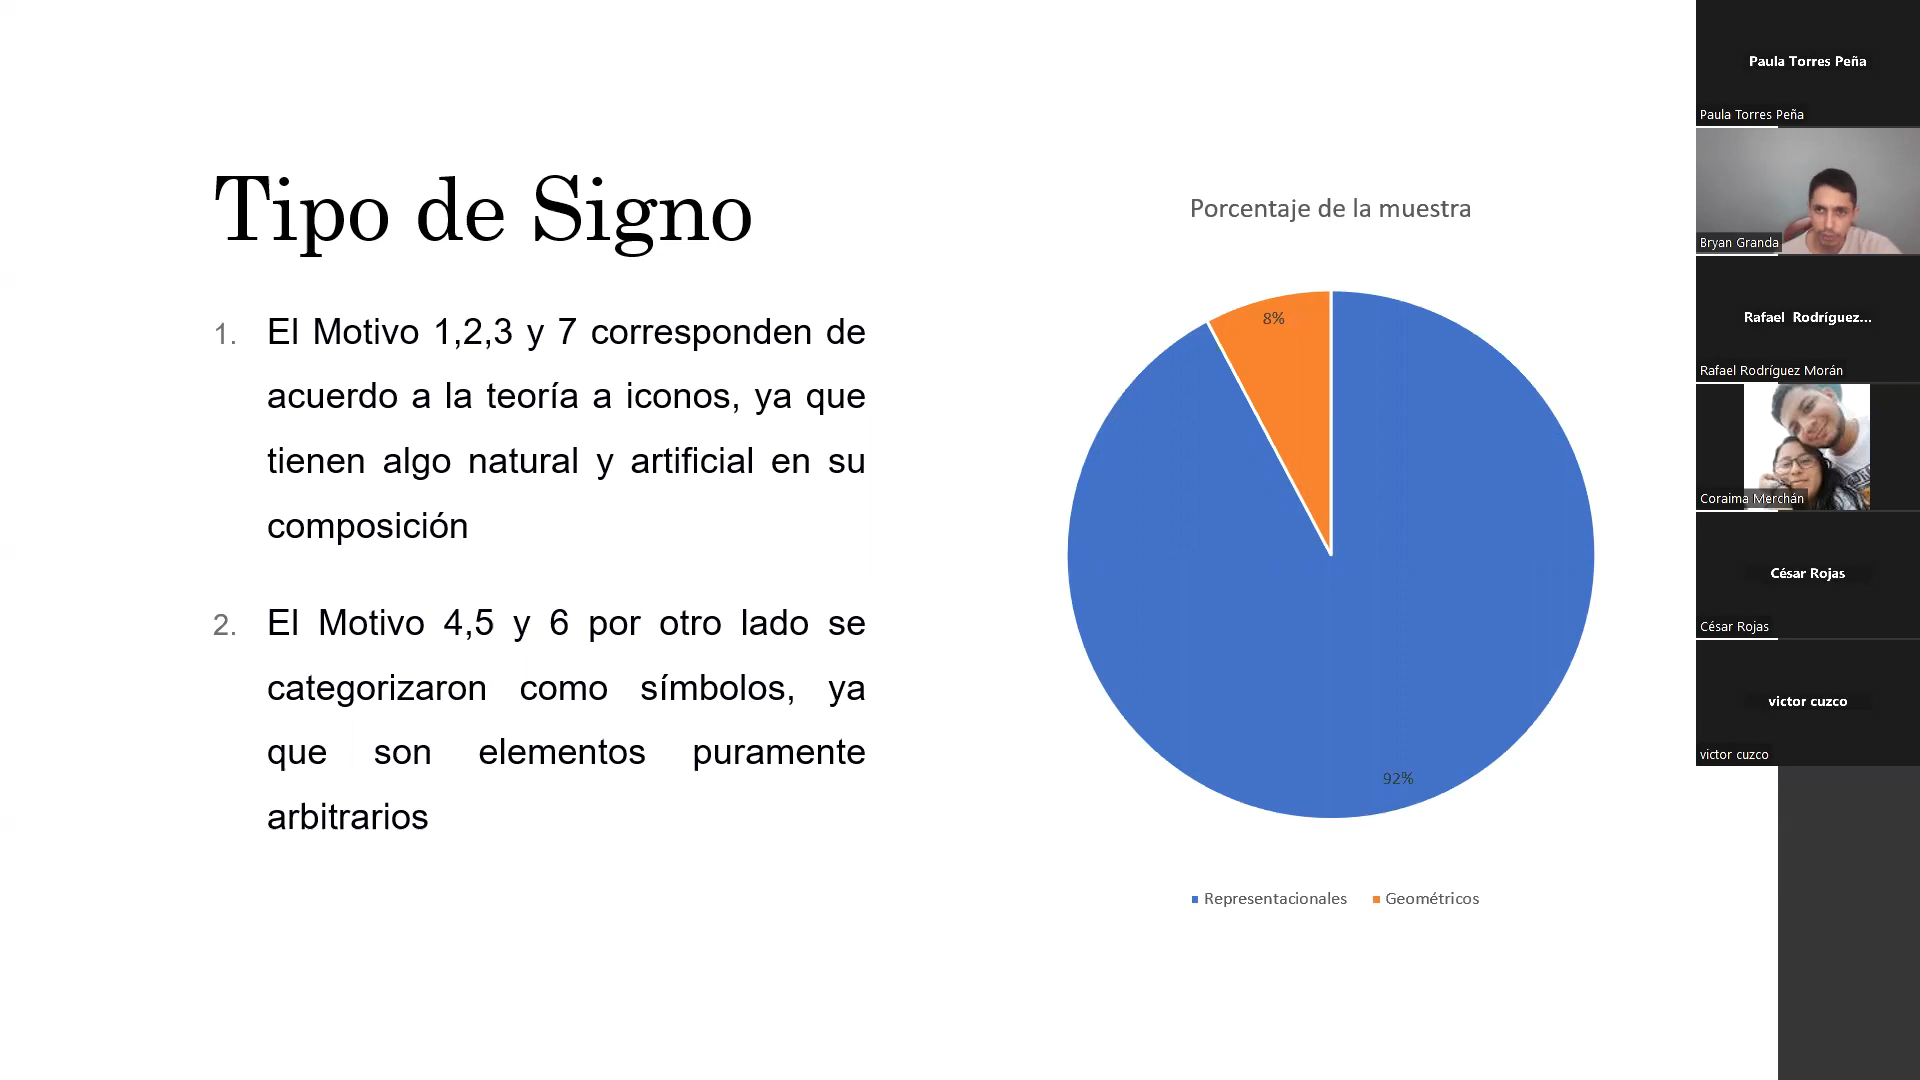 Tipo de Signo
1. El Motivo 1,2,3 y 7 corresponden de
acuerdo a la teoría a iconos, ya que
tienen algo natural y artificial en su
composición
2. El Motivo 4,5 y 6 por otro lado se
categorizaron como símbolos, ya
que son elementos puramente
arbitrarios
Porcentaje de la muestra
8%
92%
Representacionales Geométricos
Paula Torres Peña
Paula Torres Peña
Bryan Granda
Rafael Rodríguez...
Rafael Rodríguez Morán
Coraima Merchán
César Rojas
César Rojas
victor cuzco
victor cuzco